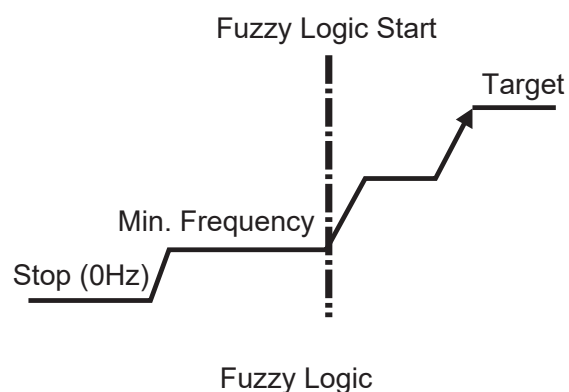 Fuzzy Logic Start
Target
Min. Frequency
Stop (0Hz)
Fuzzy Logic